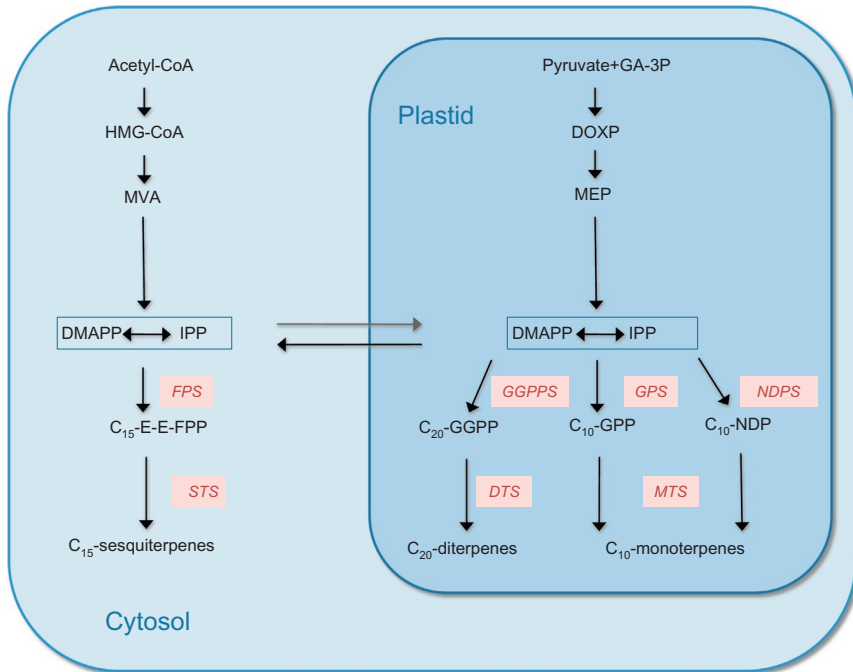 Acetyl-CoA
HMG-CoA
MVA
DMAPP IPP
FPS
C₁₅-E-E-FPP
STS
C₁₅-sesquiterpenes
Cytosol
Plastid
Pyruvate+GA-3P
DOXP
MEP
DMAPP IPP
GGPPS GPS NDPS
C₂₀-GGPP C₁₀-GPP C₁₀-NDP
DTS MTS
C₂₀-diterpenes C₁₀-monoterpenes